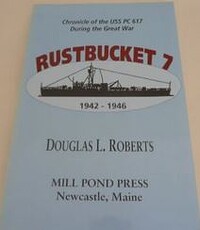 Chronicle of the USS PC 617
During the Great War
RUSTBUCKET 7
1942 - 1946
DOUGLAS L. ROBERTS
MILL POND PRESS
Newcastle, Maine